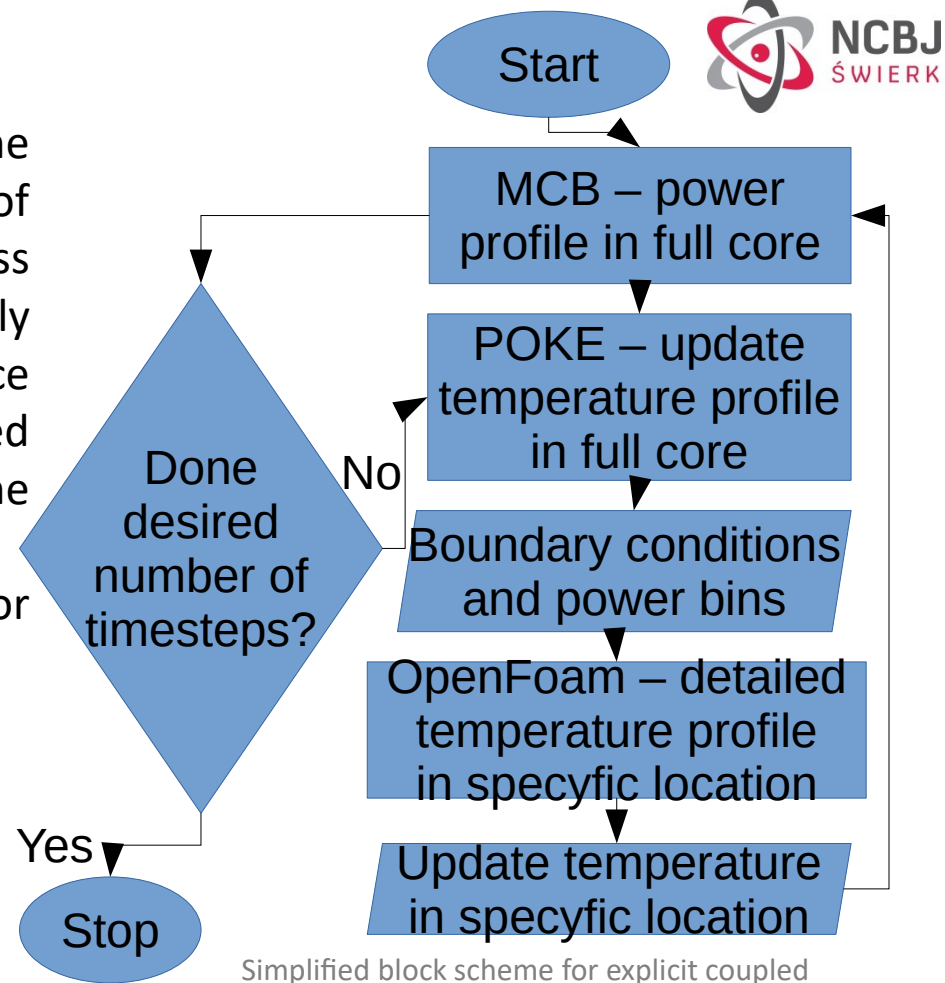 Start
NCBJ
ŚWIERK
MCB – power
profile in full core
POKE – update
temperature profile
in full core
No
Done
desired
number of
timesteps?
Boundary conditions
and power bins
OpenFoam – detailed
temperature profile
in specyfic location
Update temperature
in specyfic location
Yes
Stop
Simplified block scheme for explicit coupled
of
or